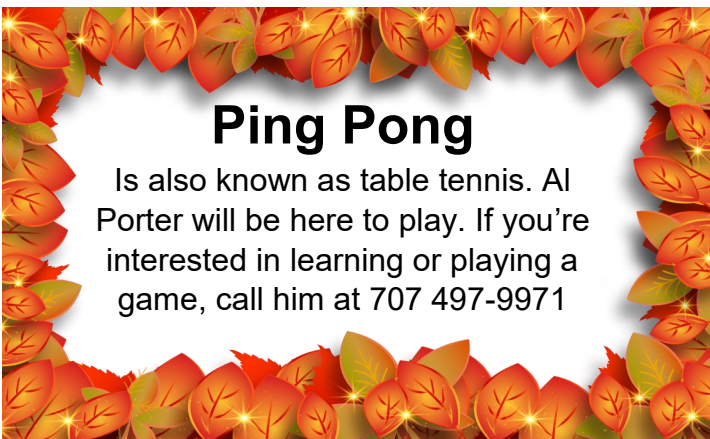 Ping Pong
Is also known as table tennis. Al
Porter will be here to play. If you’re
interested in learning or playing a
game, call him at 707 497-9971